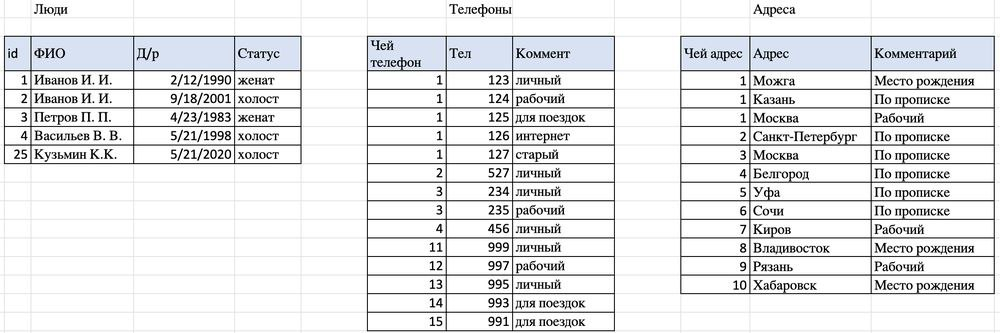 Люди
id ФИО Д/р Статус
1 Иванов И. И. 2/12/1990 женат
2 Иванов И. И. 9/18/2001 холост
3 Петров П. П. 4/23/1983 женат
4 Васильев В. В. 5/21/1998 холост
25 Кузьмин К.К. 5/21/2020 холост
Телефоны
Чей телефон Тел Коммент
1 123 личный
1 124 рабочий
1 125 для поездок
1 126 интернет
1 127 старый
2 527 личный
3 234 личный
3 235 рабочий
4 456 личный
11 999 личный
12 997 рабочий
13 995 личный
14 993 для поездок
15 991 для поездок
Адреса
Чей адрес Адрес Комментарий
1 Можга Место рождения
1 Казань По прописке
1 Москва Рабочий
2 Санкт-Петербург По прописке
3 Москва По прописке
4 Белгород По прописке
5 Уфа По прописке
6 Сочи По прописке
7 Киров Рабочий
8 Владивосток Место рождения
9 Рязань Рабочий
10 Хабаровск Место рождения